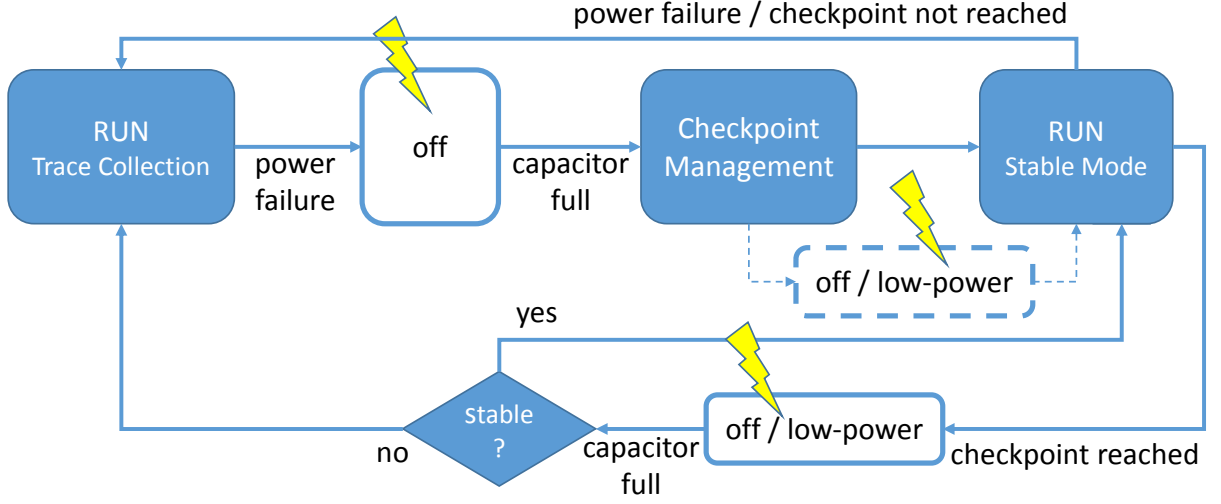 power failure / checkpoint not reached
RUN
Trace Collection
power
failure
off
capacitor
full
Checkpoint
Management
RUN
Stable Mode
off / low-power
yes
Stable
?
no
capacitor
full
off / low-power
checkpoint reached